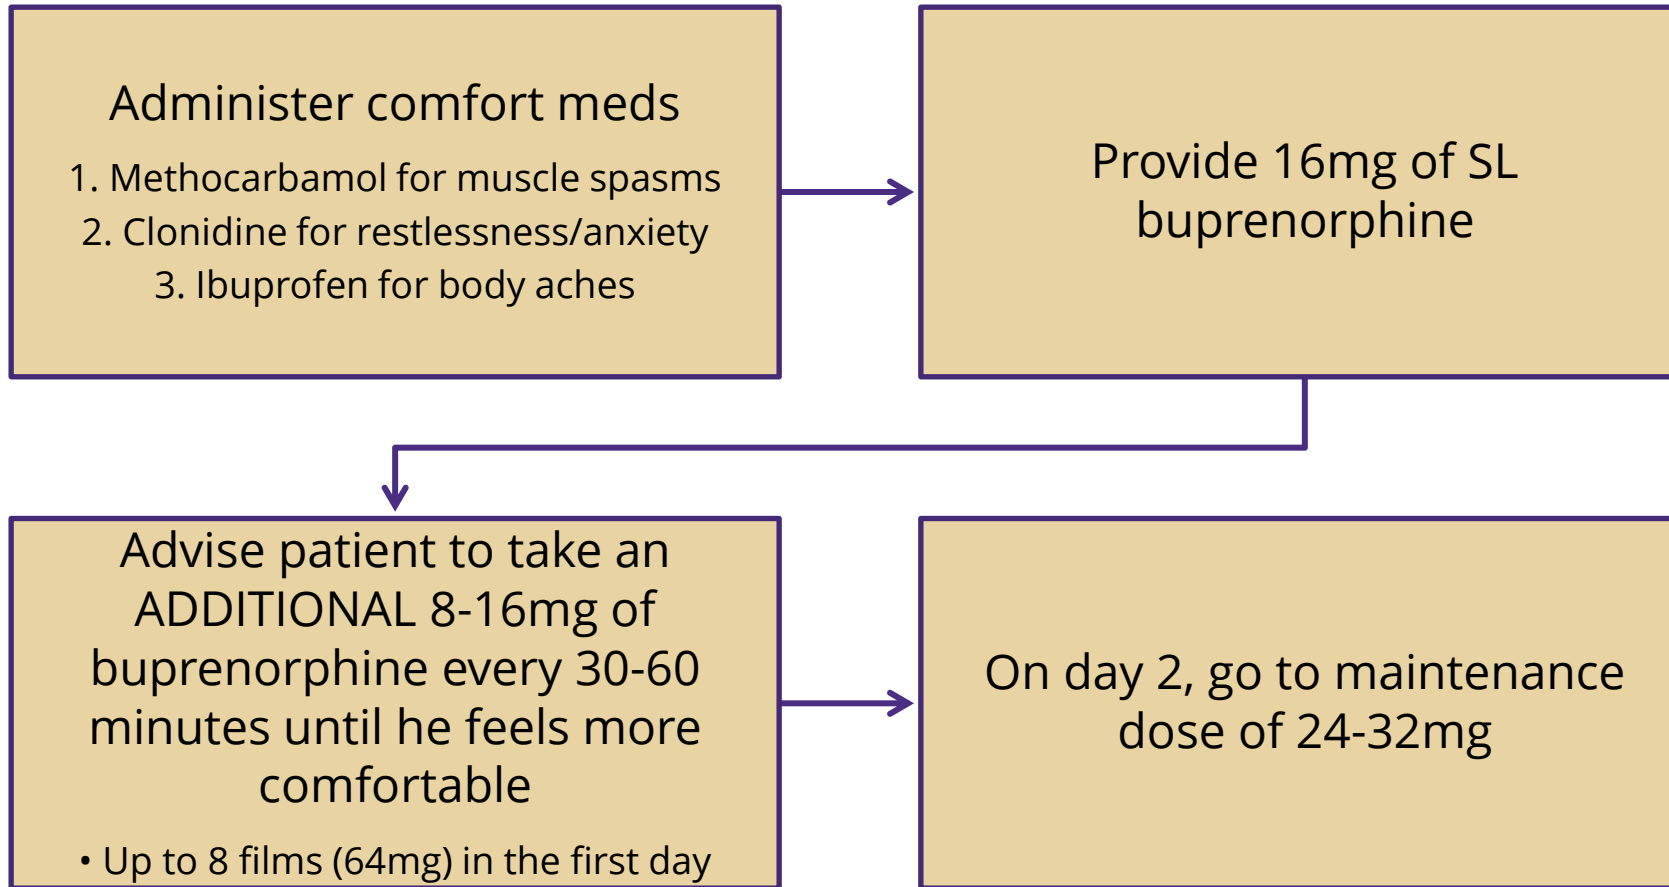 Administer comfort meds
1. Methocarbamol for muscle spasms
2. Clonidine for restlessness/anxiety
3. Ibuprofen for body aches
Provide 16mg of SL
buprenorphine
Advise patient to take an
ADDITIONAL 8-16mg of
buprenorphine every 30-60
minutes until he feels more
comfortable
• Up to 8 films (64mg) in the first day
On day 2, go to maintenance
dose of 24-32mg